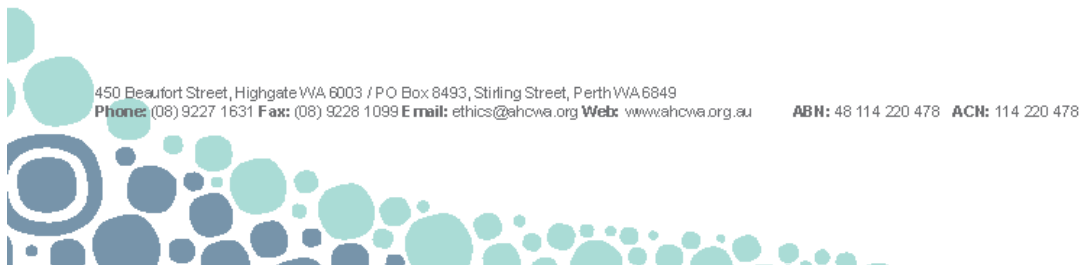 450 Beaufort Street, Highgate WA 6003 / PO Box 8493, Stirling Street, Perth WA 6849
Phone: (08) 9227 1631 Fax: (08) 9228 1099 Email: ethics@ahcwa.org Web: www.ahcwa.org.au ABN: 48 114 220 478 ACN: 114 220 478